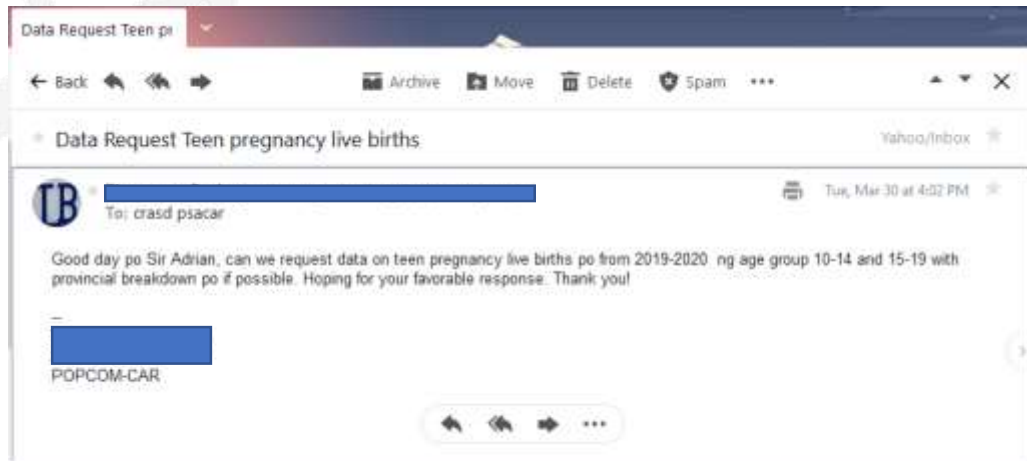 Data Request Teen pr
Back
Archive
Move
Delete
Spam
Data Request Teen pregnancy live births
Yahoo/Inbox
TB
Tue, Mar 30 at 4:02 PM
To: crasd psacar
Good day po Sir Adrian, can we request data on teen pregnancy live births po from 2019-2020 ng age group 10-14 and 15-19 with
provincial breakdown po if possible. Hoping for your favorable response. Thank you!
--
POPCOM-CAR